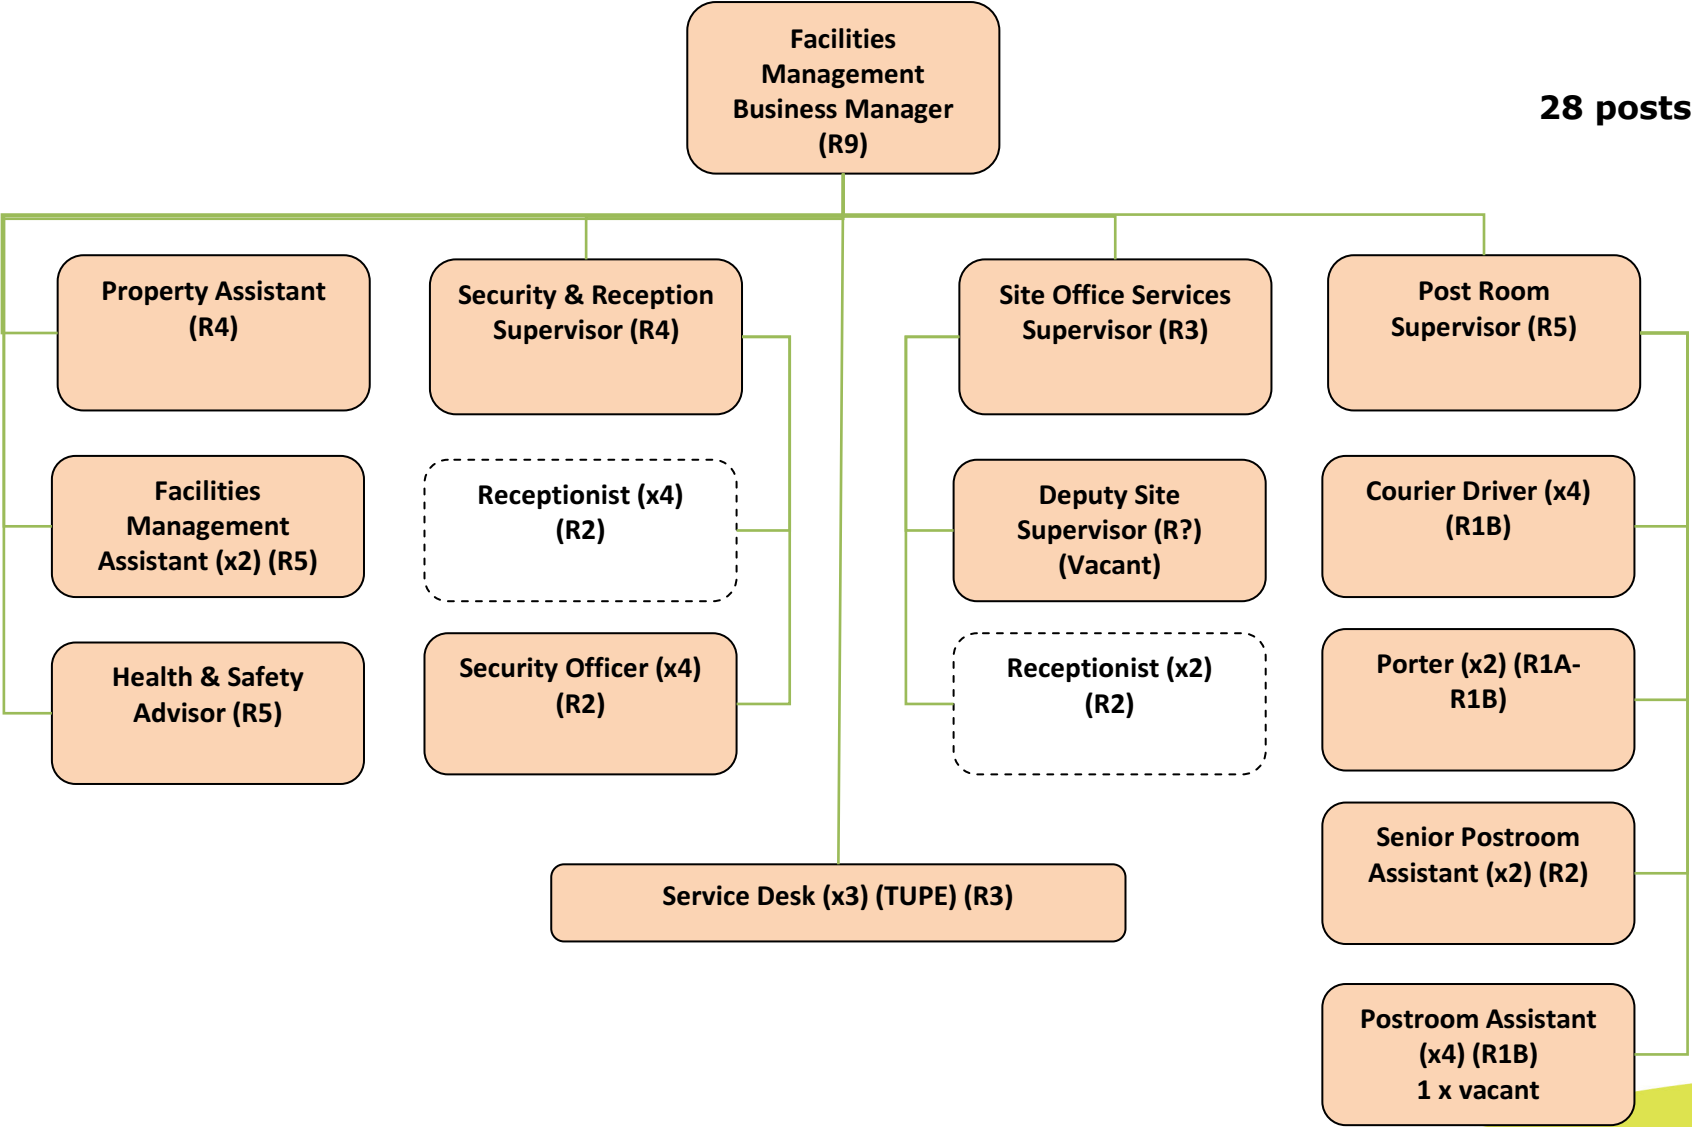 Facilities
Management
Business Manager
(R9)
28 posts
Property Assistant
(R4)
Security & Reception
Supervisor (R4)
Site Office Services
Supervisor (R3)
Post Room
Supervisor (R5)
Facilities
Management
Assistant (x2) (R5)
Receptionist (x4)
(R2)
Deputy Site
Supervisor (R?)
(Vacant)
Courier Driver (x4)
(R1B)
Health & Safety
Advisor (R5)
Security Officer (x4)
(R2)
Receptionist (x2)
(R2)
Porter (x2) (R1A-
R1B)
Senior Postroom
Assistant (x2) (R2)
Service Desk (x3) (TUPE) (R3)
Postroom Assistant
(x4) (R1B)
1 x vacant